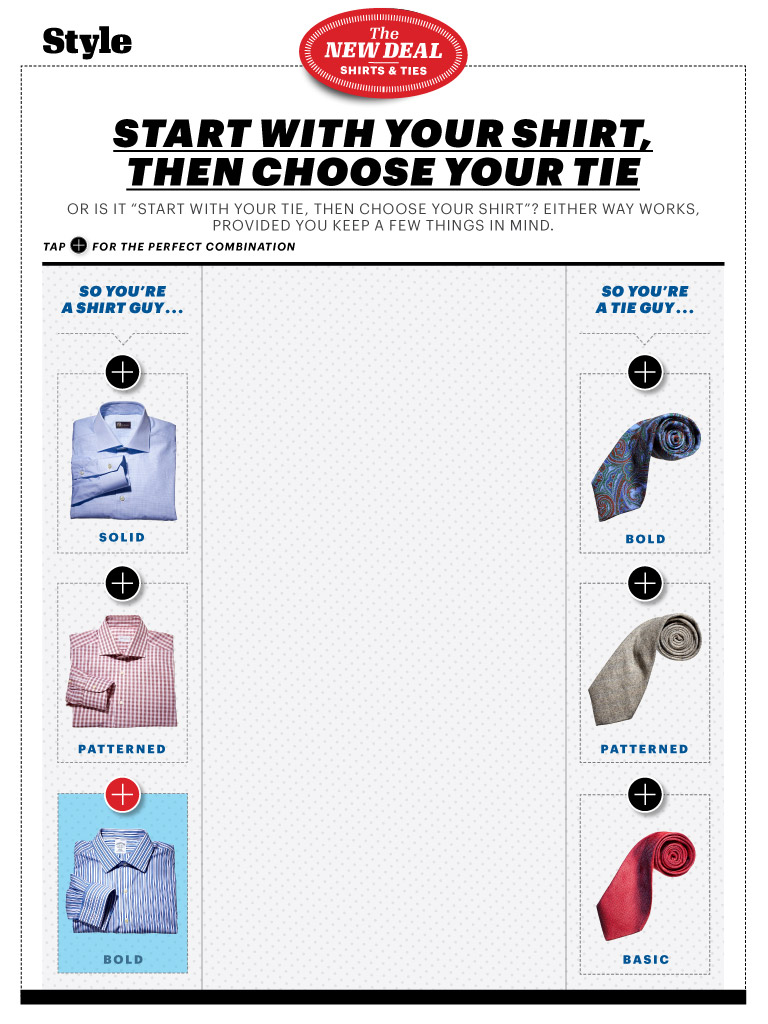 Style
The
NEW DEAL
SHIRTS & TIES
START WITH YOUR SHIRT,
THEN CHOOSE YOUR TIE
OR IS IT “START WITH YOUR TIE, THEN CHOOSE YOUR SHIRT”? EITHER WAY WORKS,
PROVIDED YOU KEEP A FEW THINGS IN MIND.
TAP + FOR THE PERFECT COMBINATION
SO YOU’RE
A SHIRT GUY...
SOLID
PATTERNED
BOLD
SO YOU’RE
A TIE GUY...
BOLD
PATTERNED
BASIC